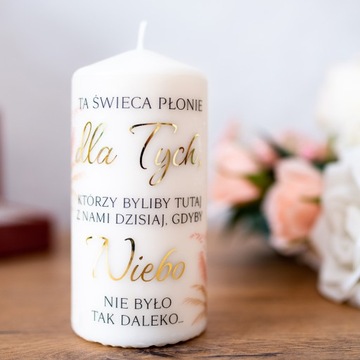 TA ŚWIECA PŁONIE
dla Tych,
KTÓRZY BYLIBY TUTAJ
Z NAMI DZISIAJ, GDYBY
Niebo
NIE BYŁO
TAK DALEKO..